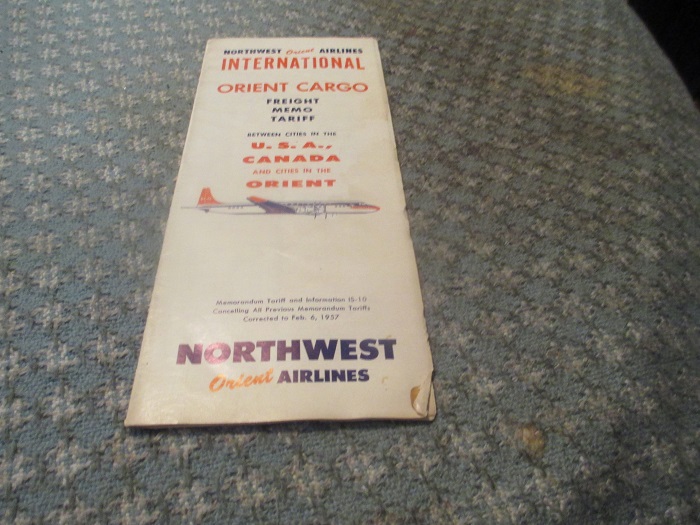 NORTHWEST Orient AIRLINES
INTERNATIONAL
ORIENT CARGO
FREIGHT
MEMO
TARIFF
BETWEEN CITIES IN THE
U. S. A.,
CANADA
AND CITIES IN THE
ORIENT
Memorandum Tariff and Information IS-10
Cancelling All Previous Memorandum Tariffs
Corrected to Feb. 6, 1957
NORTHWEST
Orient AIRLINES